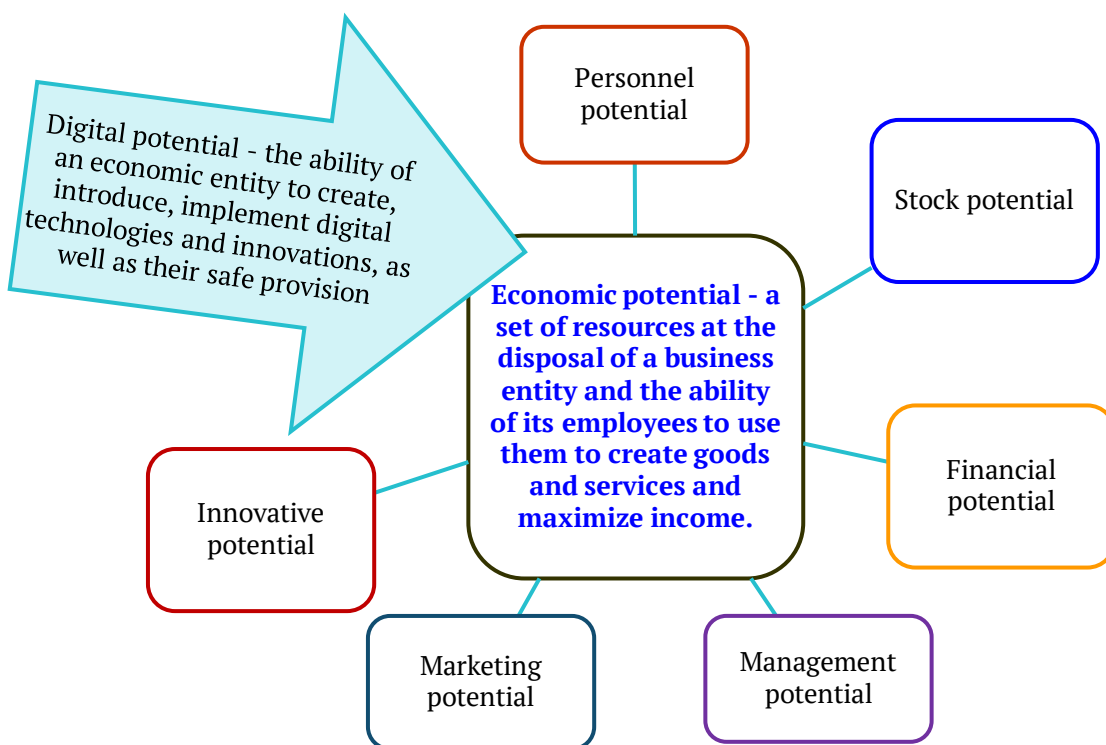 Personnel
potential
Digital potential - the ability of
an economic entity to create,
introduce, implement digital
technologies and innovations, as
well as their safe provision
Stock potential
Economic potential - a
set of resources at the
disposal of a business
entity and the ability
of its employees to use
them to create goods
and services and
maximize income.
Financial
potential
Innovative
potential
Marketing
potential
Management
potential